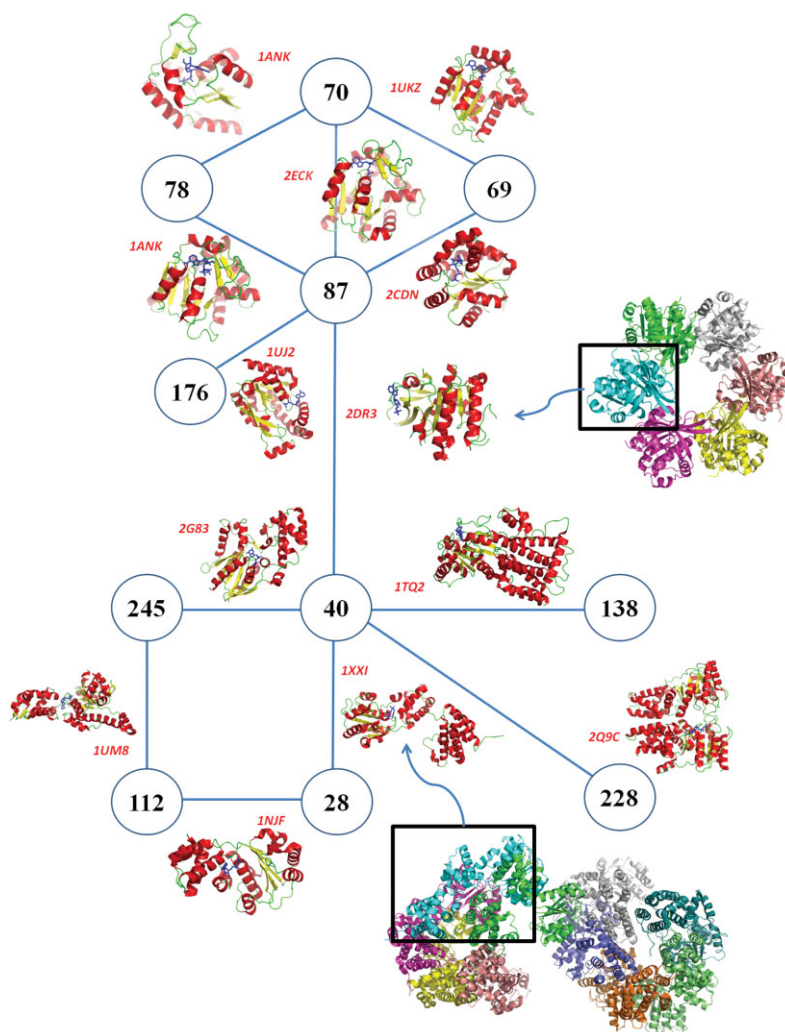 1ANK
70
1UKZ
2ECK
78
69
1ANK
87
2CDN
1UJ2
176
2DR3
2G83
1TQ2
245
40
138
1XXI
2Q9C
1UM8
112
28
228
1NJF